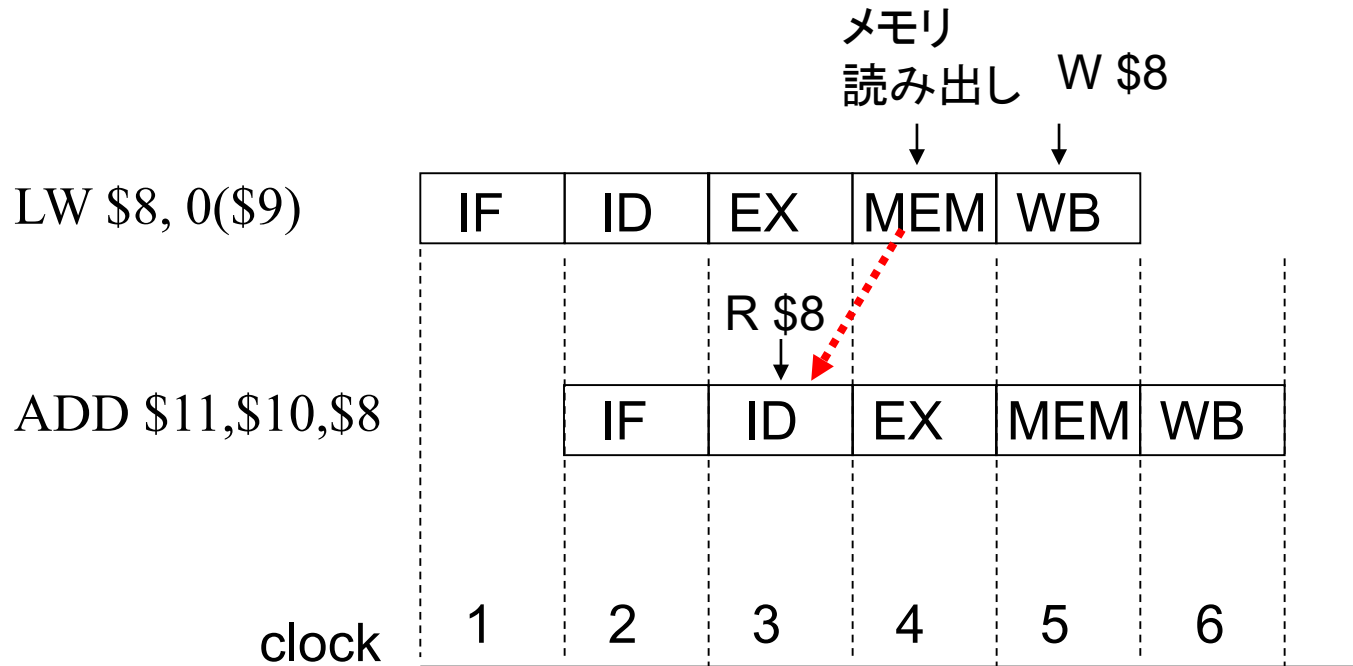 メモリ
読み出し W $8
LW $8, 0($9) IF ID EX MEM WB
R $8
ADD $11,$10,$8 IF ID EX MEM WB
clock 1 2 3 4 5 6